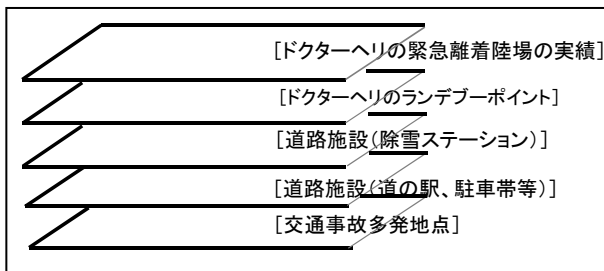 [ドクターヘリの緊急離着陸場の実績]
[ドクターヘリのランデブーポイント]
[道路施設(除雪ステーション)]
[道路施設(道の駅、駐車帯等)]
[交通事故多発地点]